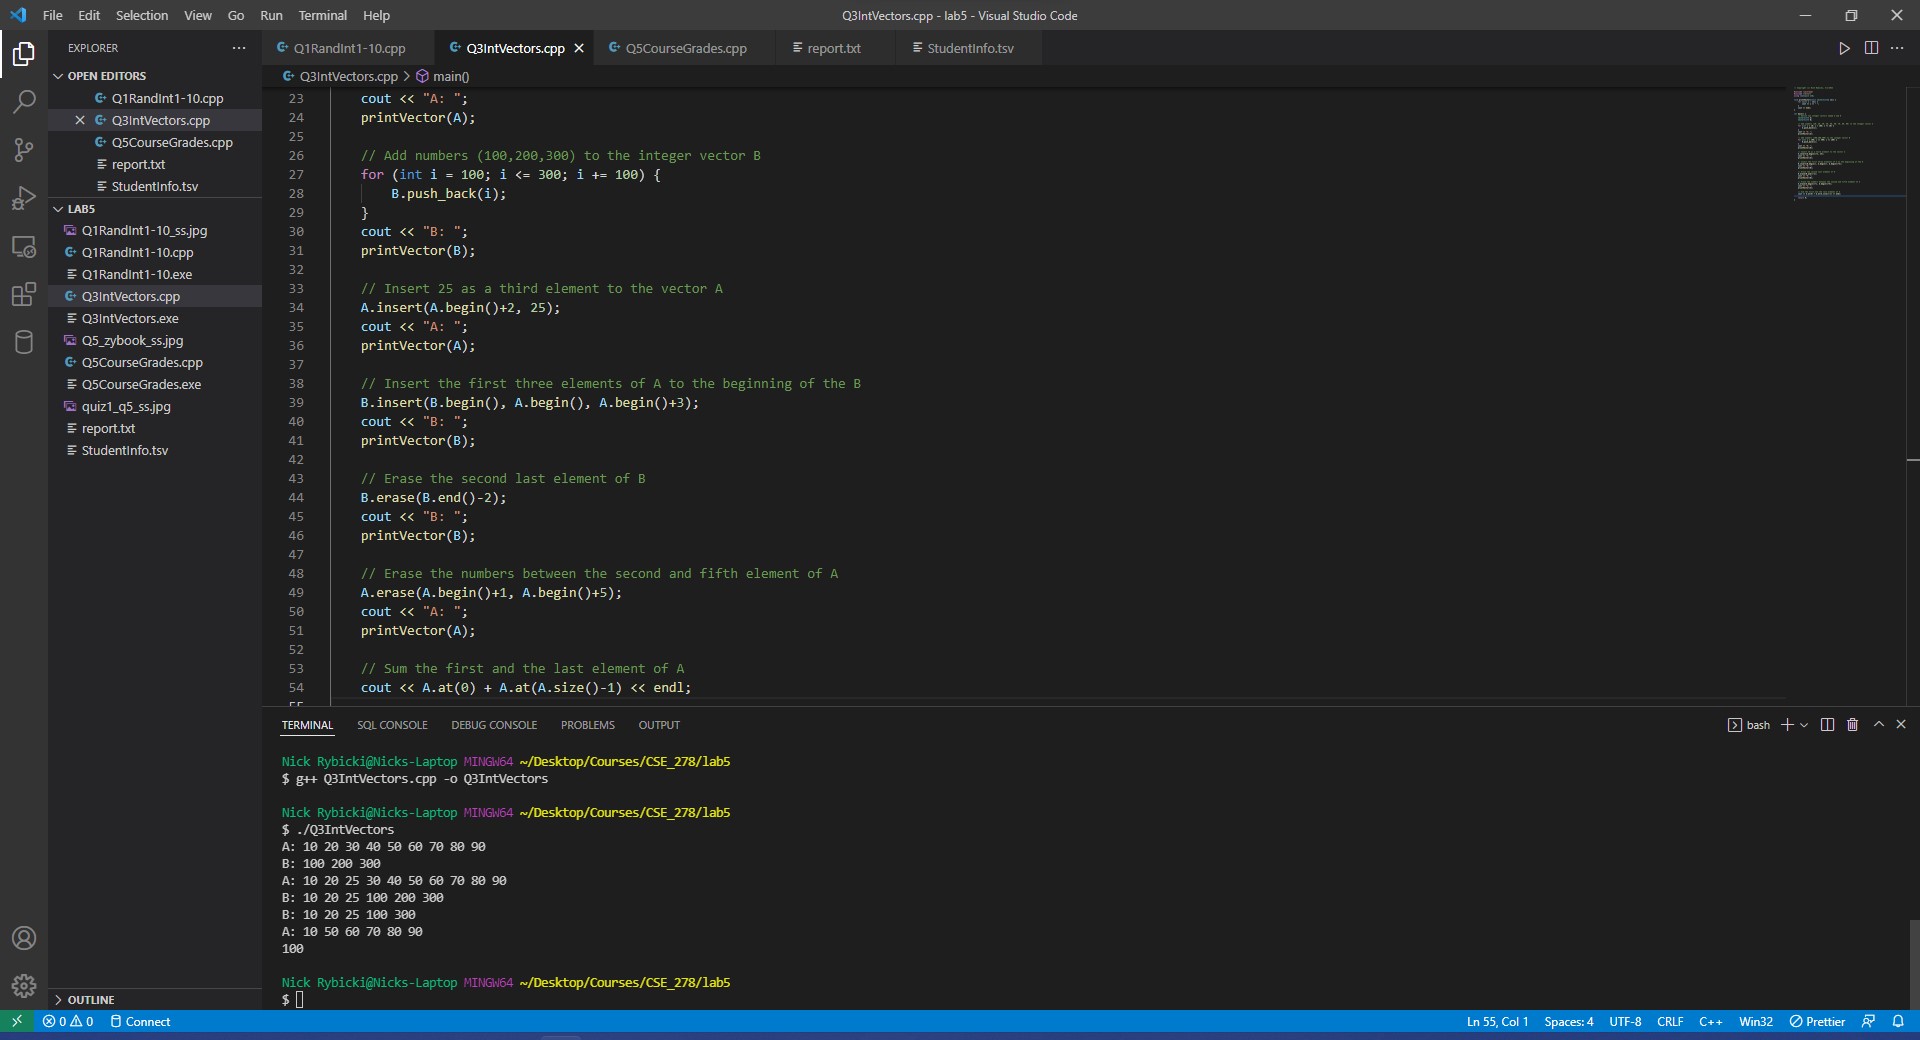 File Edit Selection View Go Run Terminal Help
Q3IntVectors.cpp - lab5 - Visual Studio Code
EXPLORER
OPEN EDITORS
Q1RandInt1-10.cpp
Q3IntVectors.cpp
Q5CourseGrades.cpp
report.txt
StudentInfo.tsv
LAB5
Q1RandInt1-10_ss.jpg
Q1RandInt1-10.cpp
Q1RandInt1-10.exe
Q3IntVectors.cpp
Q3IntVectors.exe
Q5_zybook_ss.jpg
Q5CourseGrades.cpp
Q5CourseGrades.exe
quiz1_q5_ss.jpg
report.txt
StudentInfo.tsv
OUTLINE
Q1RandInt1-10.cpp Q3IntVectors.cpp Q5CourseGrades.cpp report.txt StudentInfo.tsv
Q3IntVectors.cpp > main()
23 cout << "A: ";
24 printVector(A);
25
26 // Add numbers (100,200,300) to the integer vector B
27 for (int i = 100; i <= 300; i += 100) {
28 B.push_back(i);
29 }
30 cout << "B: ";
31 printVector(B);
32
33 // Insert 25 as a third element to the vector A
34 A.insert(A.begin()+2, 25);
35 cout << "A: ";
36 printVector(A);
37
38 // Insert the first three elements of A to the beginning of the B
39 B.insert(B.begin(), A.begin(), A.begin()+3);
40 cout << "B: ";
41 printVector(B);
42
43 // Erase the second last element of B
44 B.erase(B.end()-2);
45 cout << "B: ";
46 printVector(B);
47
48 // Erase the numbers between the second and fifth element of A
49 A.erase(A.begin()+1, A.begin()+5);
50 cout << "A: ";
51 printVector(A);
52
53 // Sum the first and the last element of A
54 cout << A.at(0) + A.at(A.size()-1) << endl;
55
TERMINAL SQL CONSOLE DEBUG CONSOLE PROBLEMS OUTPUT
bash
Nick Rybicki@Nicks-Laptop MINGW64 ~/Desktop/Courses/CSE_278/lab5
$ g++ Q3IntVectors.cpp -o Q3IntVectors
Nick Rybicki@Nicks-Laptop MINGW64 ~/Desktop/Courses/CSE_278/lab5
$ ./Q3IntVectors
A: 10 20 30 40 50 60 70 80 90
B: 100 200 300
A: 10 20 25 30 40 50 60 70 80 90
B: 10 20 25 100 200 300
B: 10 20 25 100 300
A: 10 50 60 70 80 90
100
Nick Rybicki@Nicks-Laptop MINGW64 ~/Desktop/Courses/CSE_278/lab5
$
0 0 Connect
Ln 55, Col 1 Spaces: 4 UTF-8 CRLF C++ Win32 Prettier